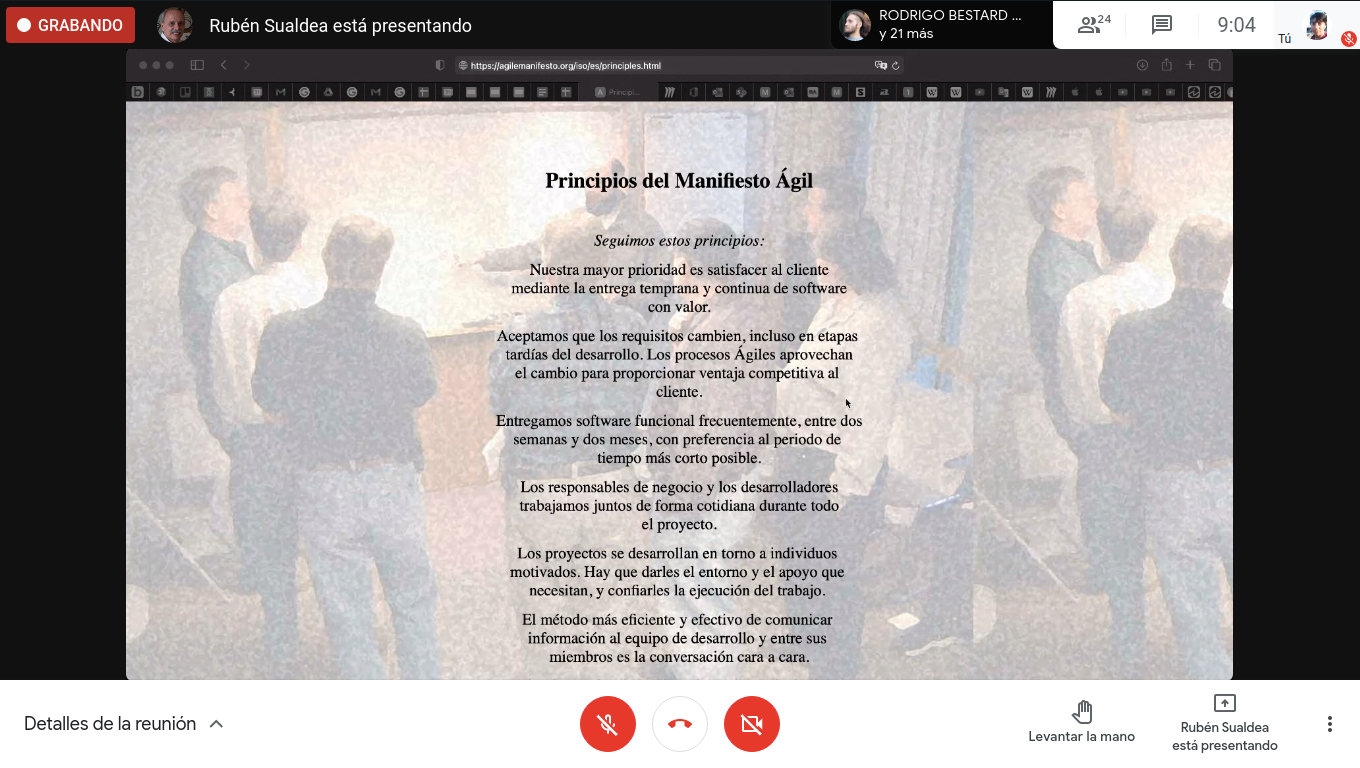 GRABANDO
Rubén Sualdea está presentando
RODRIGO BESTARD ...
y 21 más
24
9:04
Tú
https://agilemanifesto.org/iso/es/principles.html
Principi...
Principios del Manifiesto Ágil
Seguimos estos principios:
Nuestra mayor prioridad es satisfacer al cliente
mediante la entrega temprana y continua de software
con valor.
Aceptamos que los requisitos cambien, incluso en etapas
tardías del desarrollo. Los procesos Ágiles aprovechan
el cambio para proporcionar ventaja competitiva al
cliente.
Entregamos software funcional frecuentemente, entre dos
semanas y dos meses, con preferencia al periodo de
tiempo más corto posible.
Los responsables de negocio y los desarrolladores
trabajamos juntos de forma cotidiana durante todo
el proyecto.
Los proyectos se desarrollan en torno a individuos
motivados. Hay que darles el entorno y el apoyo que
necesitan, y confiarles la ejecución del trabajo.
El método más eficiente y efectivo de comunicar
información al equipo de desarrollo y entre sus
miembros es la conversación cara a cara.
Detalles de la reunión
Levantar la mano
Rubén Sualdea
está presentando